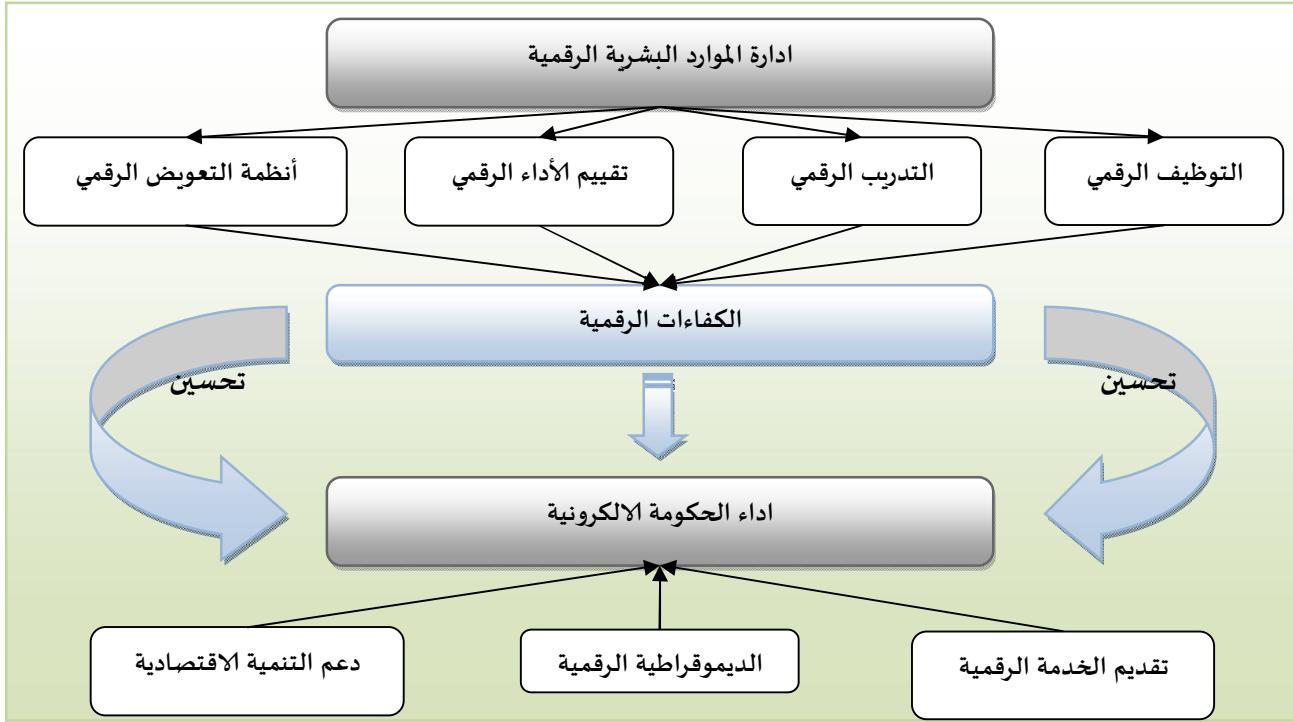 ادارة الموارد البشرية الرقمية
التوظيف الرقمي
التدريب الرقمي
تقييم الأداء الرقمي
أنظمة التعويض الرقمي
الكفاءات الرقمية
تحسين
تحسين
اداء الحكومة الالكرونية
تقديم الخدمة الرقمية
الديموقراطية الرقمية
دعم التنمية الاقتصادية